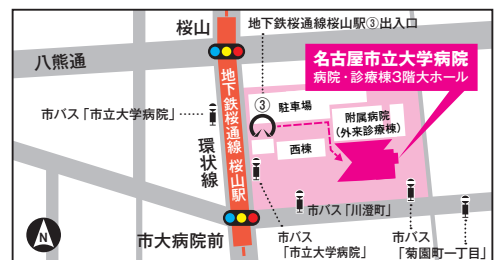 桜山
地下鉄桜通線桜山駅③出入口
八熊通
名古屋市立大学病院
病院・診療棟3階大ホール
地下鉄桜通線 桜山駅
③
駐車場
市バス「市立大学病院」
附属病院
(外来診療棟)
環状線
西棟
市バス「川澄町」
市大病院前
市バス
「市立大学病院」
市バス
「菊園町一丁目」
N